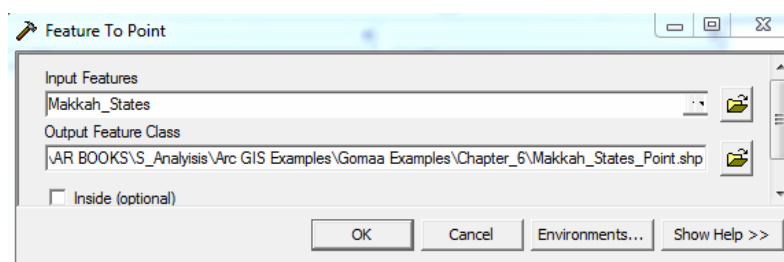 Feature To Point
Input Features
Makkah_States
Output Feature Class
\AR BOOKS\S_Analyisis\Arc GIS Examples\Gomaa Examples\Chapter_6\Makkah_States_Point.shp
Inside (optional)
OK Cancel Environments... Show Help >>